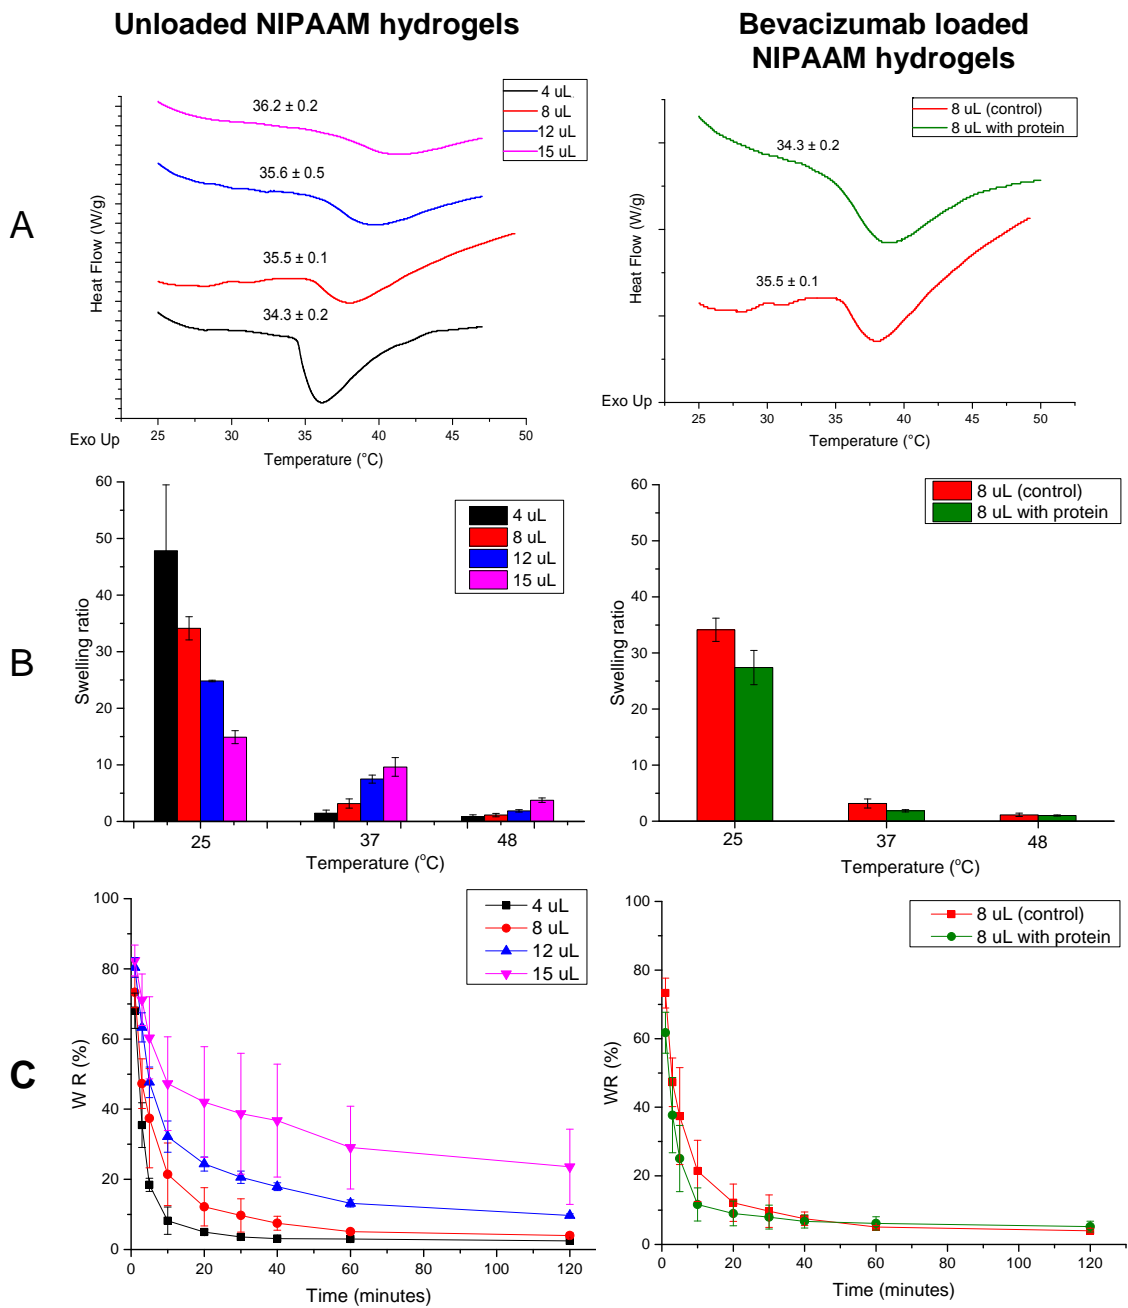 Unloaded NIPAAM hydrogels
Bevacizumab loaded
NIPAAM hydrogels
A
Heat Flow (W/g)
36.2 ± 0.2
35.6 ± 0.5
35.5 ± 0.1
34.3 ± 0.2
4 uL
8 uL
12 uL
15 uL
Exo Up
25 30 35 40 45 50
Temperature (°C)
Heat Flow (W/g)
34.3 ± 0.2
35.5 ± 0.1
8 uL (control)
8 uL with protein
Exo Up
25 30 35 40 45 50
Temperature (°C)
B
Swelling ratio
60
50
40
30
20
10
0
4 uL
8 uL
12 uL
15 uL
25 37 48
Temperature (°C)
Swelling ratio
60
50
40
30
20
10
0
8 uL (control)
8 uL with protein
25 37 48
Temperature (°C)
C
W R (%)
100
80
60
40
20
0
4 uL
8 uL
12 uL
15 uL
0 20 40 60 80 100 120
Time (minutes)
WR (%)
100
80
60
40
20
0
8 uL (control)
8 uL with protein
0 20 40 60 80 100 120
Time (minutes)